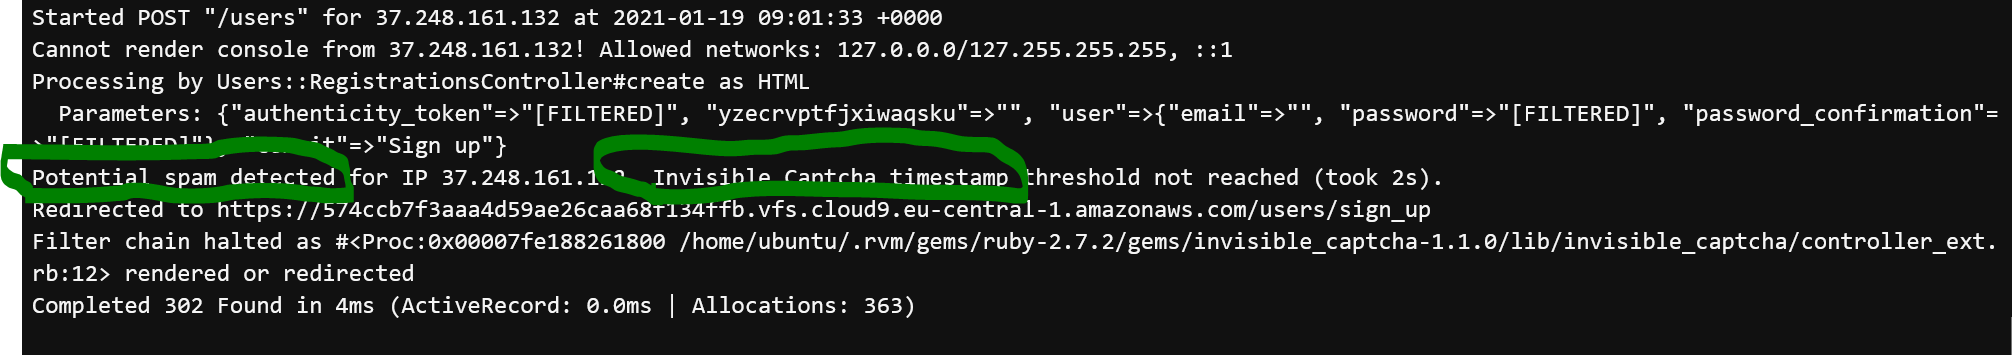 Started POST "/users" for 37.248.161.132 at 2021-01-19 09:01:33 +0000
Cannot render console from 37.248.161.132! Allowed networks: 127.0.0.0/127.255.255.255, ::1
Processing by Users::RegistrationsController#create as HTML
  Parameters: {"authenticity_token"=>"[FILTERED]", "yzecrvptfjxiwaqsku"=>"", "user"=>{"email"=>"", "password"=>"[FILTERED]", "password_confirmation"=
>"[FILTERED]"}, "commit"=>"Sign up"}
Potential spam detected for IP 37.248.161.132. Invisible Captcha timestamp threshold not reached (took 2s).
Redirected to https://574ccb7f3aaa4d59ae26caa68f134ffb.vfs.cloud9.eu-central-1.amazonaws.com/users/sign_up
Filter chain halted as #<Proc:0x00007fe188261800 /home/ubuntu/.rvm/gems/ruby-2.7.2/gems/invisible_captcha-1.1.0/lib/invisible_captcha/controller_ext.
rb:12> rendered or redirected
Completed 302 Found in 4ms (ActiveRecord: 0.0ms | Allocations: 363)